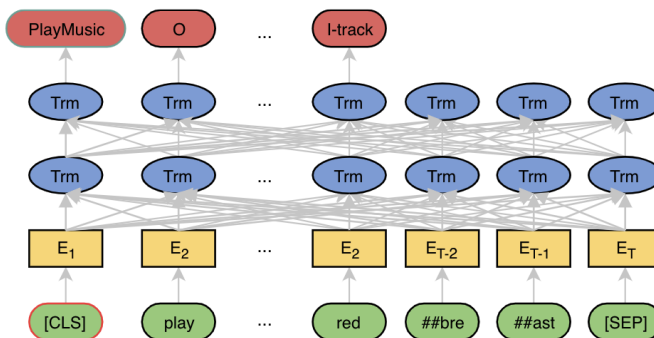 PlayMusic O ... I-track
Trm Trm ... Trm Trm Trm Trm
Trm Trm ... Trm Trm Trm Trm
E1 E2 ... E2 ET-2 ET-1 ET
[CLS] play ... red ##bre ##ast [SEP]